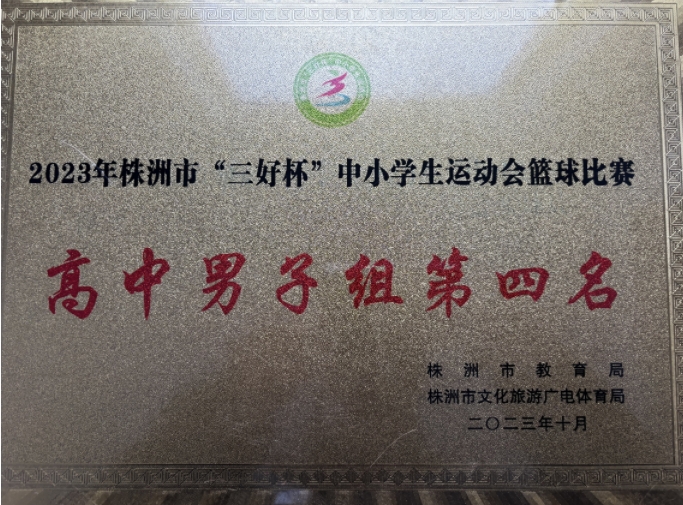 2023年株洲市“三好杯”中小学生运动会篮球比赛
高中男子组第四名
株洲市教育局
株洲市文化旅游广电体育局
二〇二三年十月